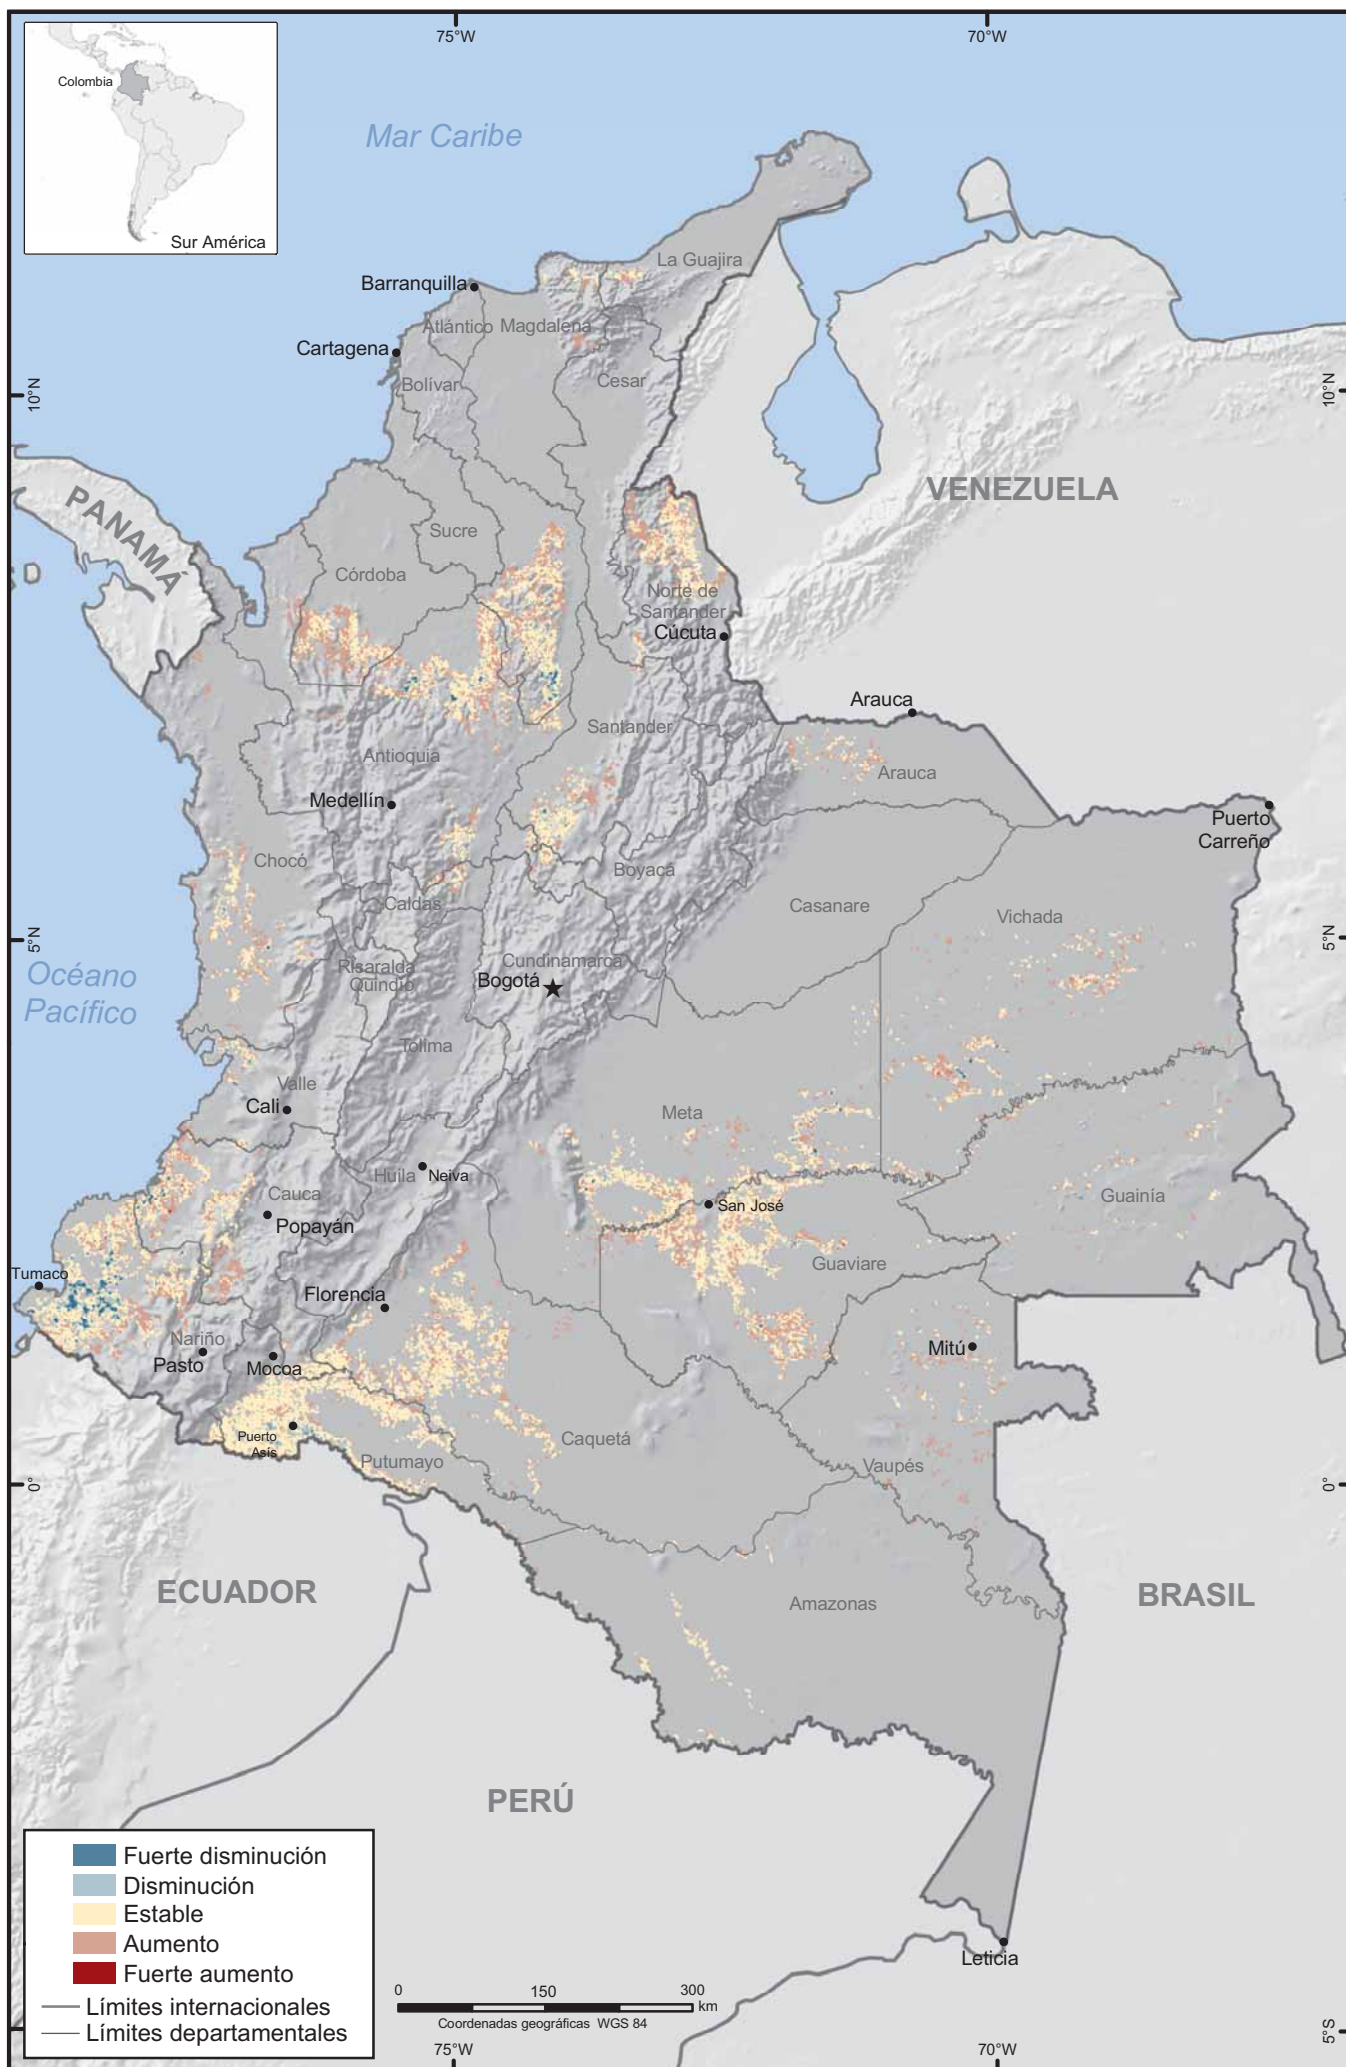 75°W
70°W
Colombia
Sur América
Mar Caribe
La Guajira
Barranquilla
Atlántico
Magdalena
Cartagena
Bolívar
Cesar
10°N
10°N
PANAMÁ
VENEZUELA
Sucre
Córdoba
D
Norte de
Santander
Cúcuta
Arauca
Santander
Antioquia
Arauca
Medellín
Puerto
Carreño
Chocó
Boyacá
Caldas
Casanare
Vichada
5°N
5°N
Océano
Pacífico
Risaralda
Quindío
Cundinamarca
Bogotá
Tolima
Valle
Cali
Meta
Huila
Neiva
Cauca
Popayán
San José
Guainía
Guaviare
Tumaco
Florencia
Nariño
Pasto
Mocoa
Mitú
Puerto
Asís
Putumayo
Caquetá
Vaupés
0°
0°
ECUADOR
Amazonas
BRASIL
PERÚ
Fuerte disminución
Disminución
Estable
Aumento
Fuerte aumento
Límites internacionales
Límites departamentales
0 150 300
km
Coordenadas geográficas WGS 84
Leticia
5°S
75°W
70°W